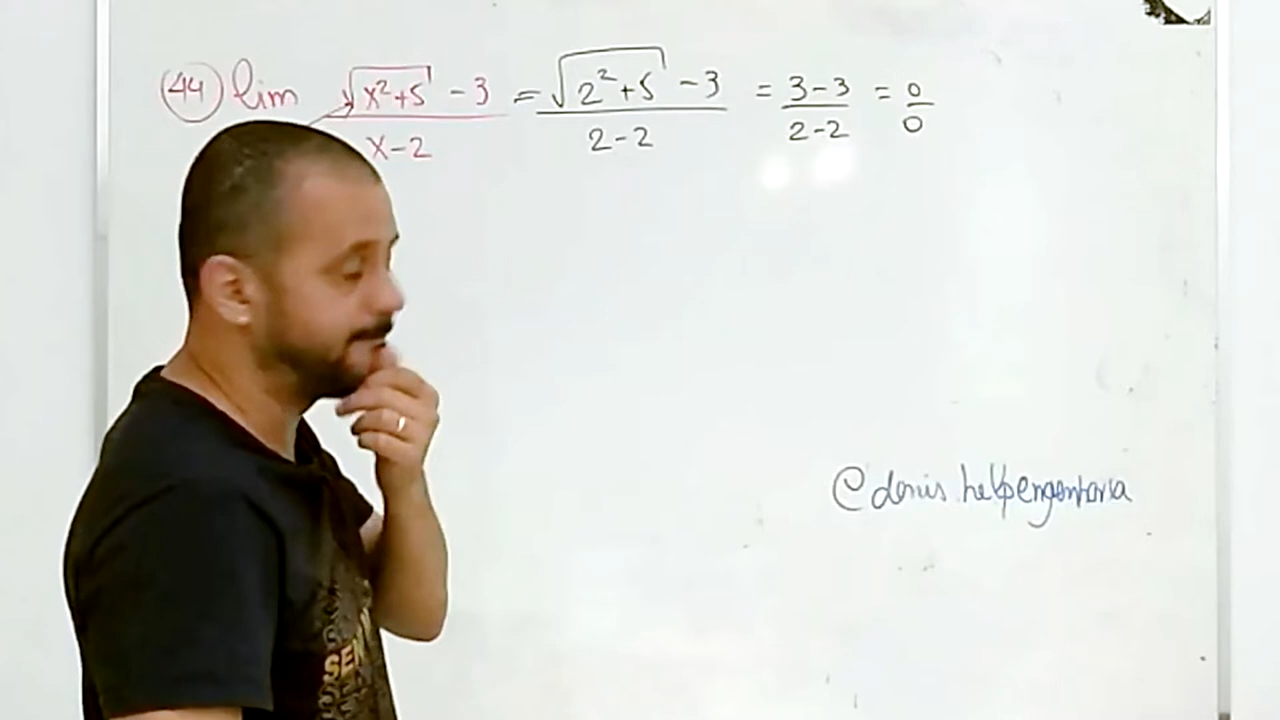 44 lim √x²+5 - 3 / x-2 = √2²+5 - 3 / 2-2 = 3-3 / 2-2 = 0 / 0
@denis.helpengenharia